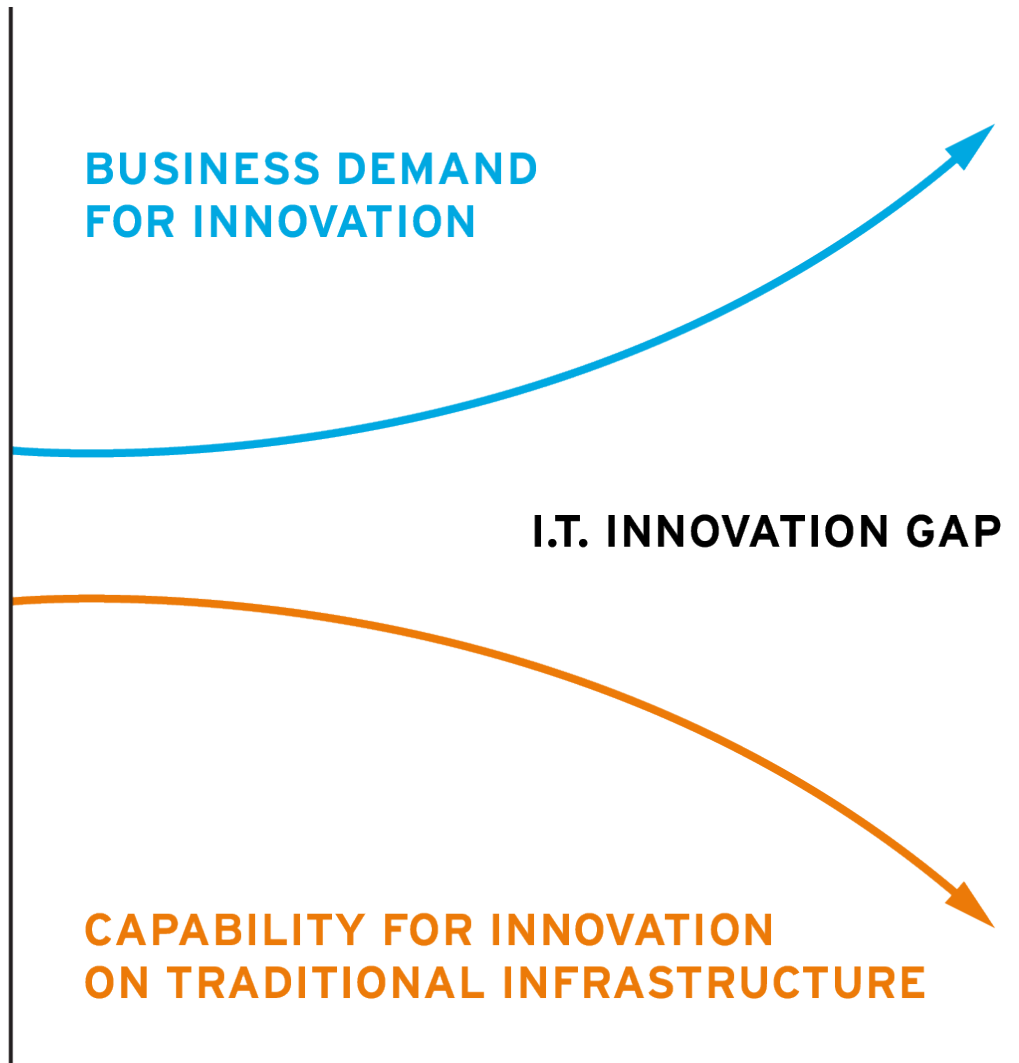 BUSINESS DEMAND
FOR INNOVATION
I.T. INNOVATION GAP
CAPABILITY FOR INNOVATION
ON TRADITIONAL INFRASTRUCTURE